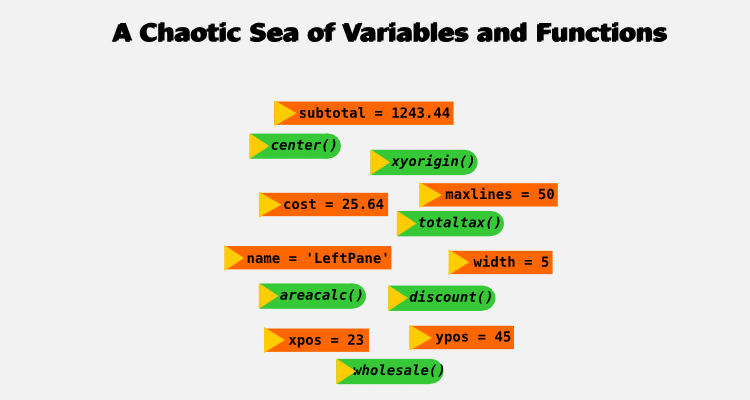 A Chaotic Sea of Variables and Functions
subtotal = 1243.44
center()
xyorigin()
maxlines = 50
cost = 25.64
totaltax()
name = 'LeftPane'
width = 5
areacalc()
discount()
xpos = 23
ypos = 45
wholesale()